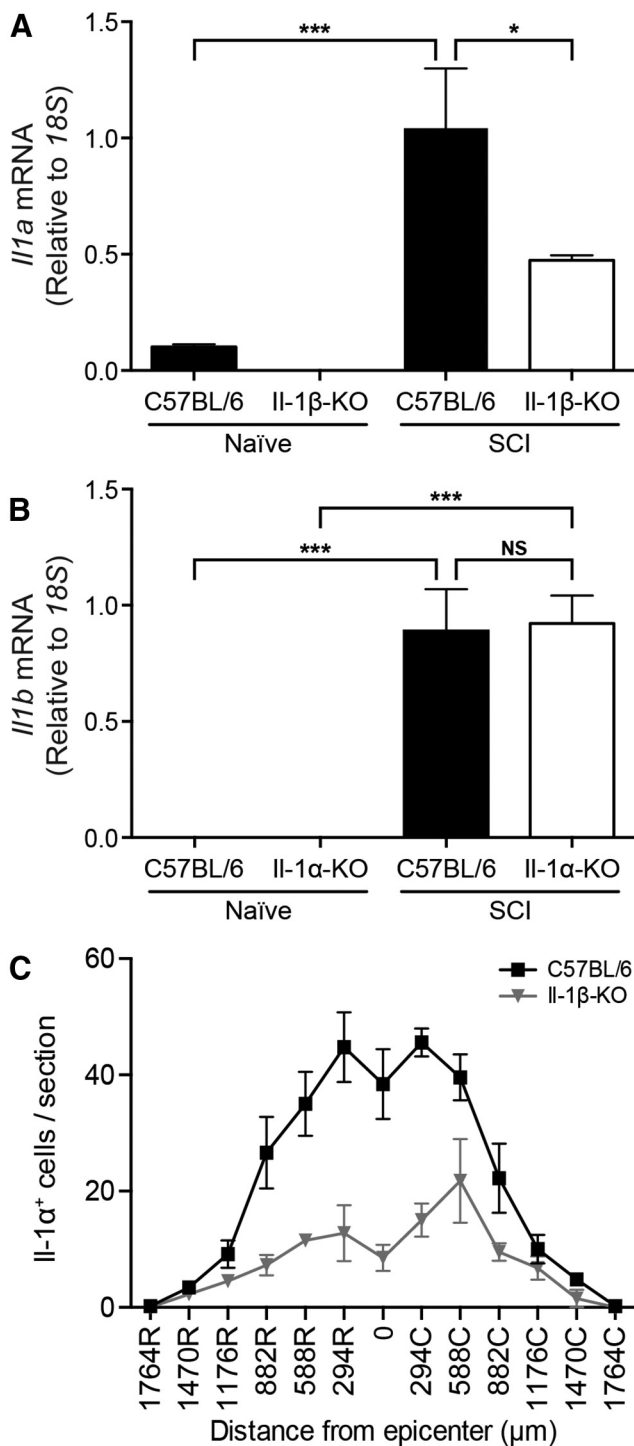 A
Il1a mRNA
(Relative to 18S)
1.5
1.0
0.5
0.0
***
*
C57BL/6 Il-1β-KO C57BL/6 Il-1β-KO
Naïve SCI
B
Il1b mRNA
(Relative to 18S)
1.5
1.0
0.5
0.0
***
*** NS
C57BL/6 Il-1α-KO C57BL/6 Il-1α-KO
Naïve SCI
C
Il-1α+ cells / section
60
40
20
0
C57BL/6
Il-1β-KO
1764R 1470R 1176R 882R 588R 294R 0 294C 588C 882C 1176C 1470C 1764C
Distance from epicenter (μm)